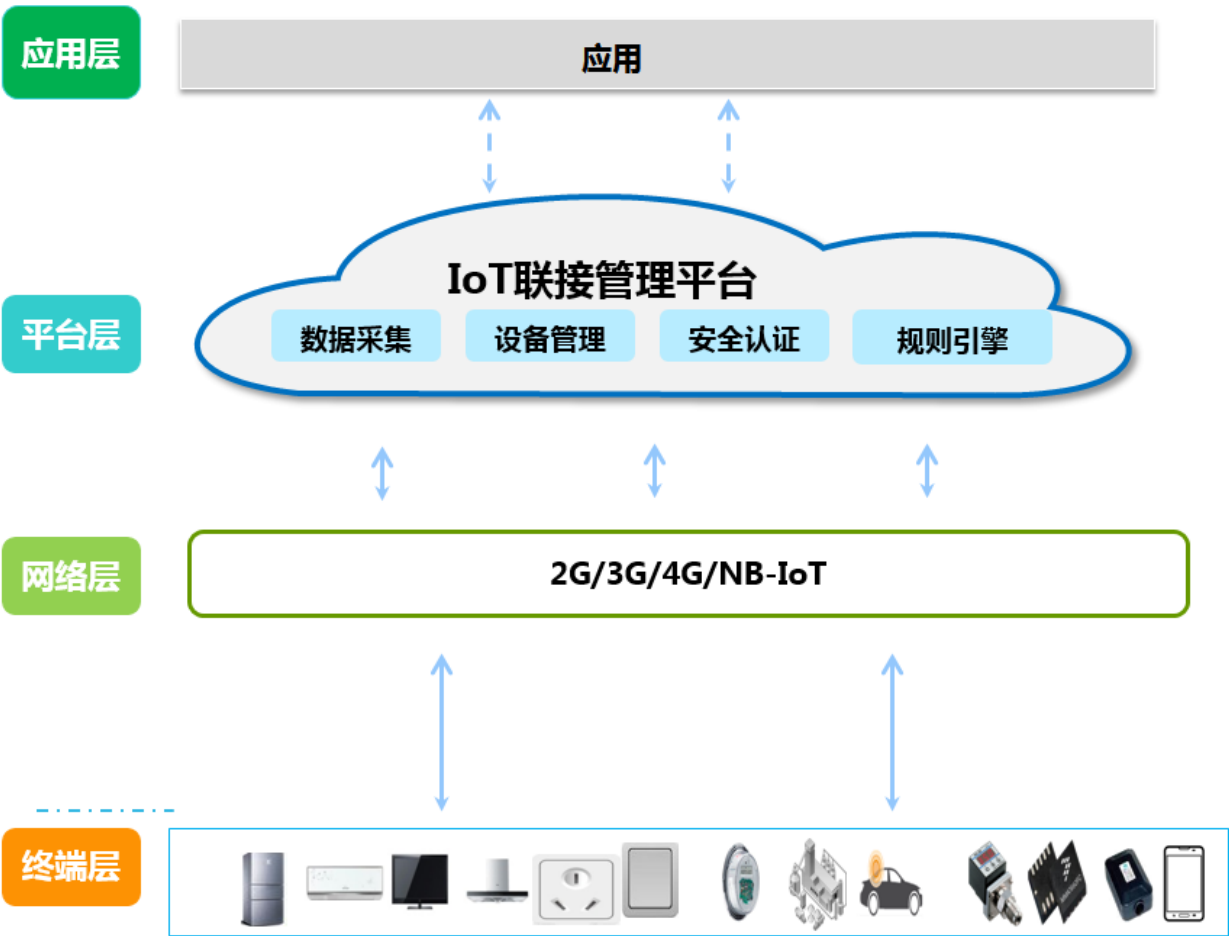 应用层
应用
IoT联接管理平台
平台层
数据采集
设备管理
安全认证
规则引擎
网络层
2G/3G/4G/NB-IoT
终端层